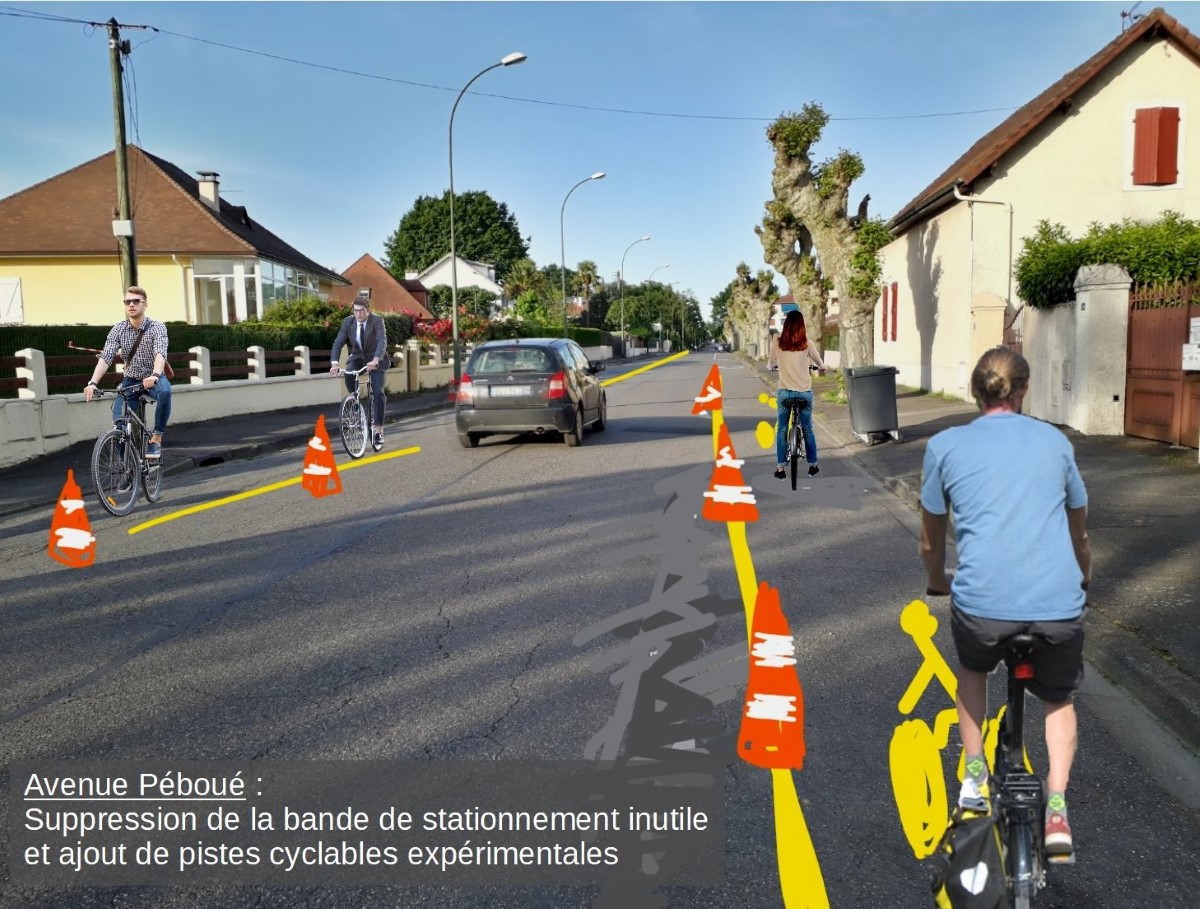 Avenue Péboué :
Suppression de la bande de stationnement inutile
et ajout de pistes cyclables expérimentales